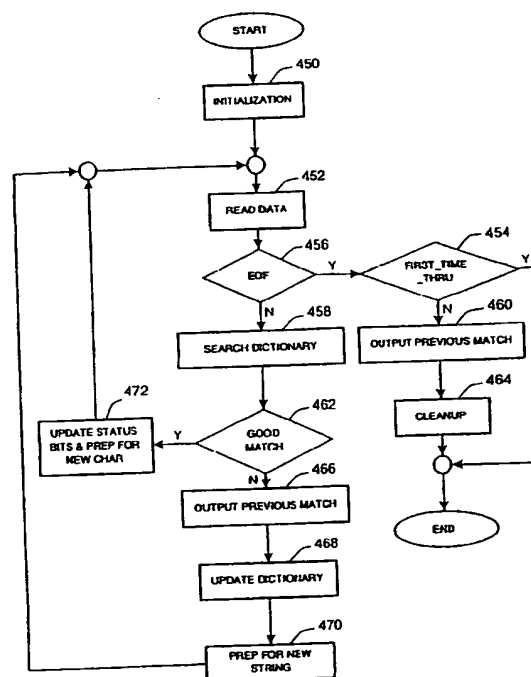 START
450
INITIALIZATION
452
READ DATA
456
EOF
Y
454
FIRST_TIME
_THRU
Y
N
N
458
SEARCH DICTIONARY
460
OUTPUT PREVIOUS MATCH
464
CLEANUP
472
UPDATE STATUS
BITS & PREP FOR
NEW CHAR
Y
462
GOOD
MATCH
N
466
OUTPUT PREVIOUS MATCH
END
468
UPDATE DICTIONARY
470
PREP FOR NEW
STRING